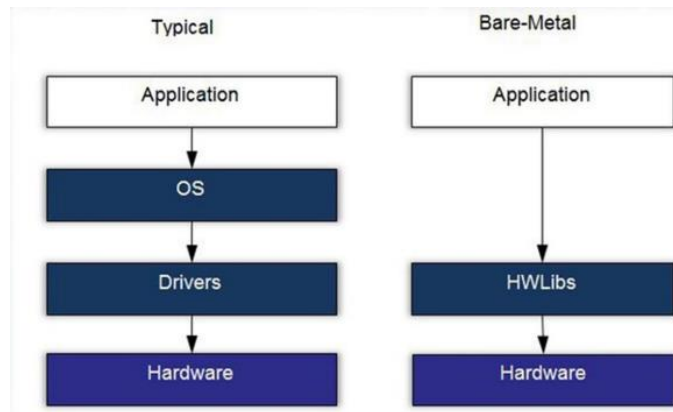 Typical
Bare-Metal
Application
Application
OS
Drivers
HWLibs
Hardware
Hardware